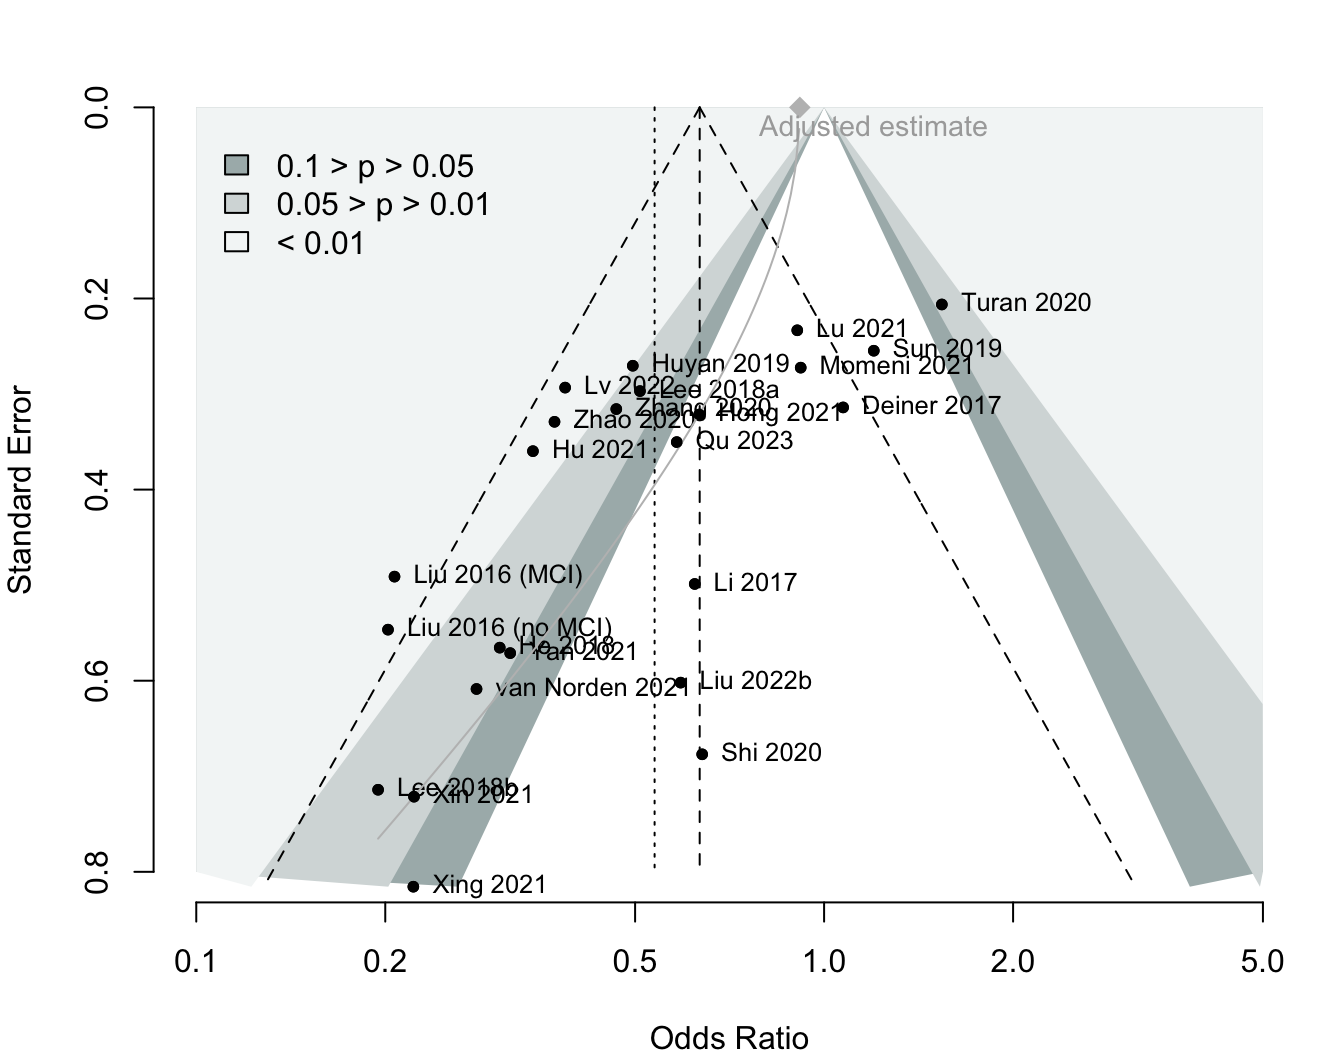 0.0
0.2
0.4
0.6
0.8
Standard Error
Adjusted estimate
0.1 > p > 0.05
0.05 > p > 0.01
< 0.01
Turan 2020
Lu 2021
Sun 2019
Huyan 2019
Momeni 2021
Lv 2022
Lee 2018a
Deiner 2017
Zhang 2020
Hong 2021
Zhao 2020
Qu 2023
Hu 2021
Liu 2016 (MCI)
Li 2017
Liu 2016 (no MCI)
He 2018
2021
van Norden 2021
Liu 2022b
Shi 2020
Lee 2018b
Xin 2021
Xing 2021
0.1
0.2
0.5
1.0
2.0
5.0
Odds Ratio